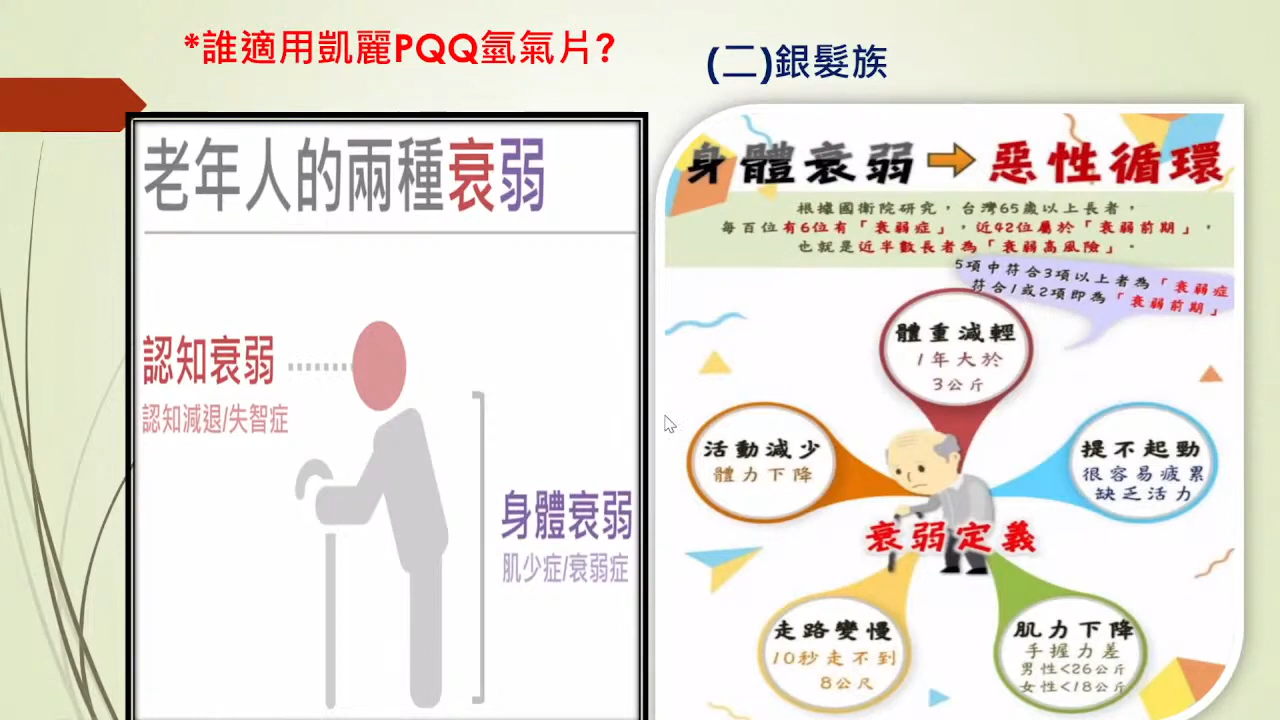 *誰適用凱麗PQQ氫氣片?
(二)銀髮族
老年人的兩種衰弱
認知衰弱
認知減退/失智症
身體衰弱
肌少症/衰弱症
身體衰弱
惡性循環
根據國衛院研究，台灣65歲以上長者，
每百位有6位有「衰弱症」，近42位屬於「衰弱前期」，
也就是近半數長者為「衰弱高風險」。
5項中符合3項以上者為「衰弱症
符合1或2項即為「衰弱前期」
體重減輕
1年大於
3公斤
活動減少
體力下降
提不起勁
很容易疲累
缺乏活力
衰弱定義
走路變慢
10秒走不到
8公尺
肌力下降
手握力差
男性<26公斤
女性<18公斤